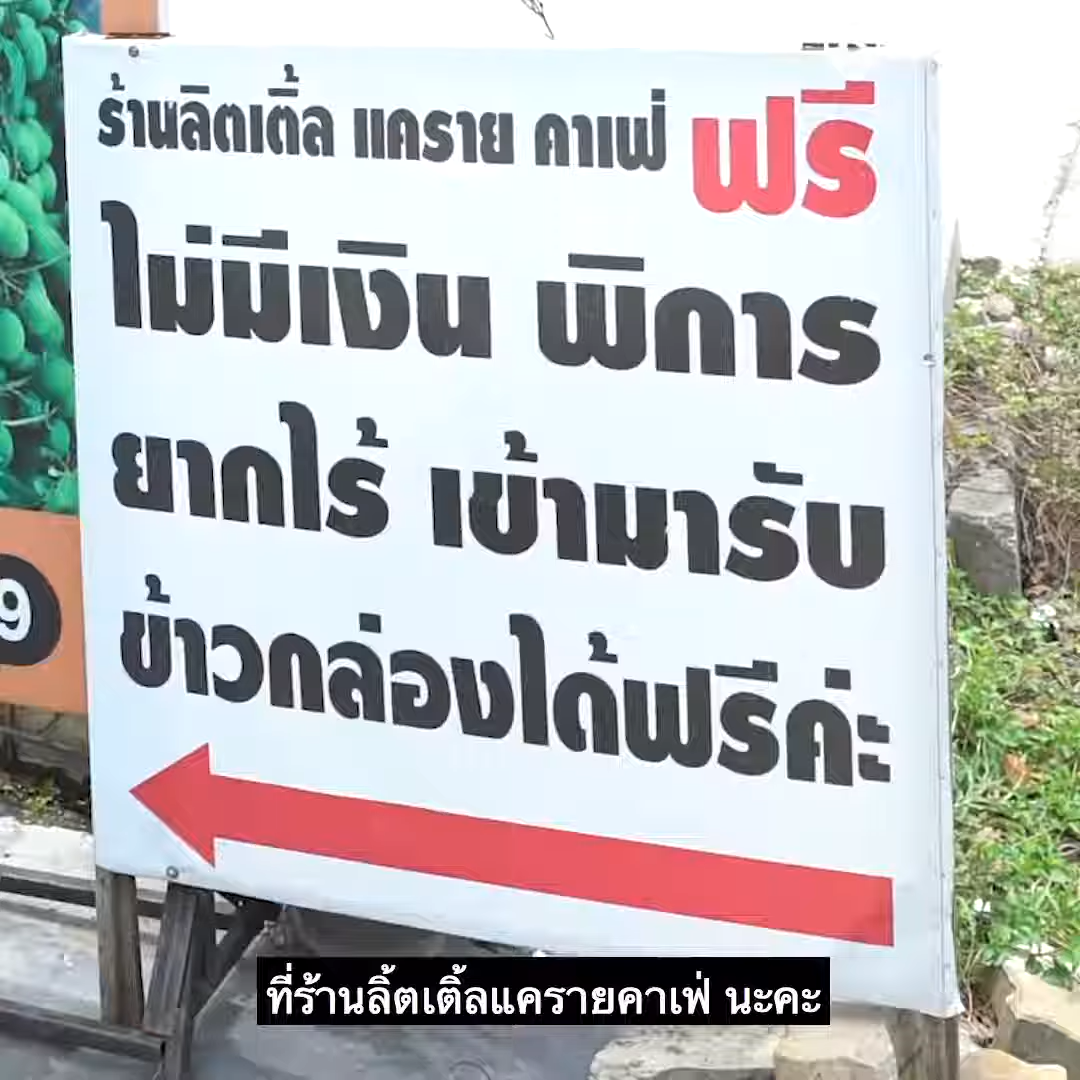 ร้านลิตเติ้ล แคราย คาเฟ่ ฟรี
ไม่มีเงิน พิการ
ยากไร้ เข้ามารับ
ข้าวกล่องได้ฟรีค่ะ
9
ที่ร้านลิ้ตเติ้ลแครายคาเฟ่ นะคะ